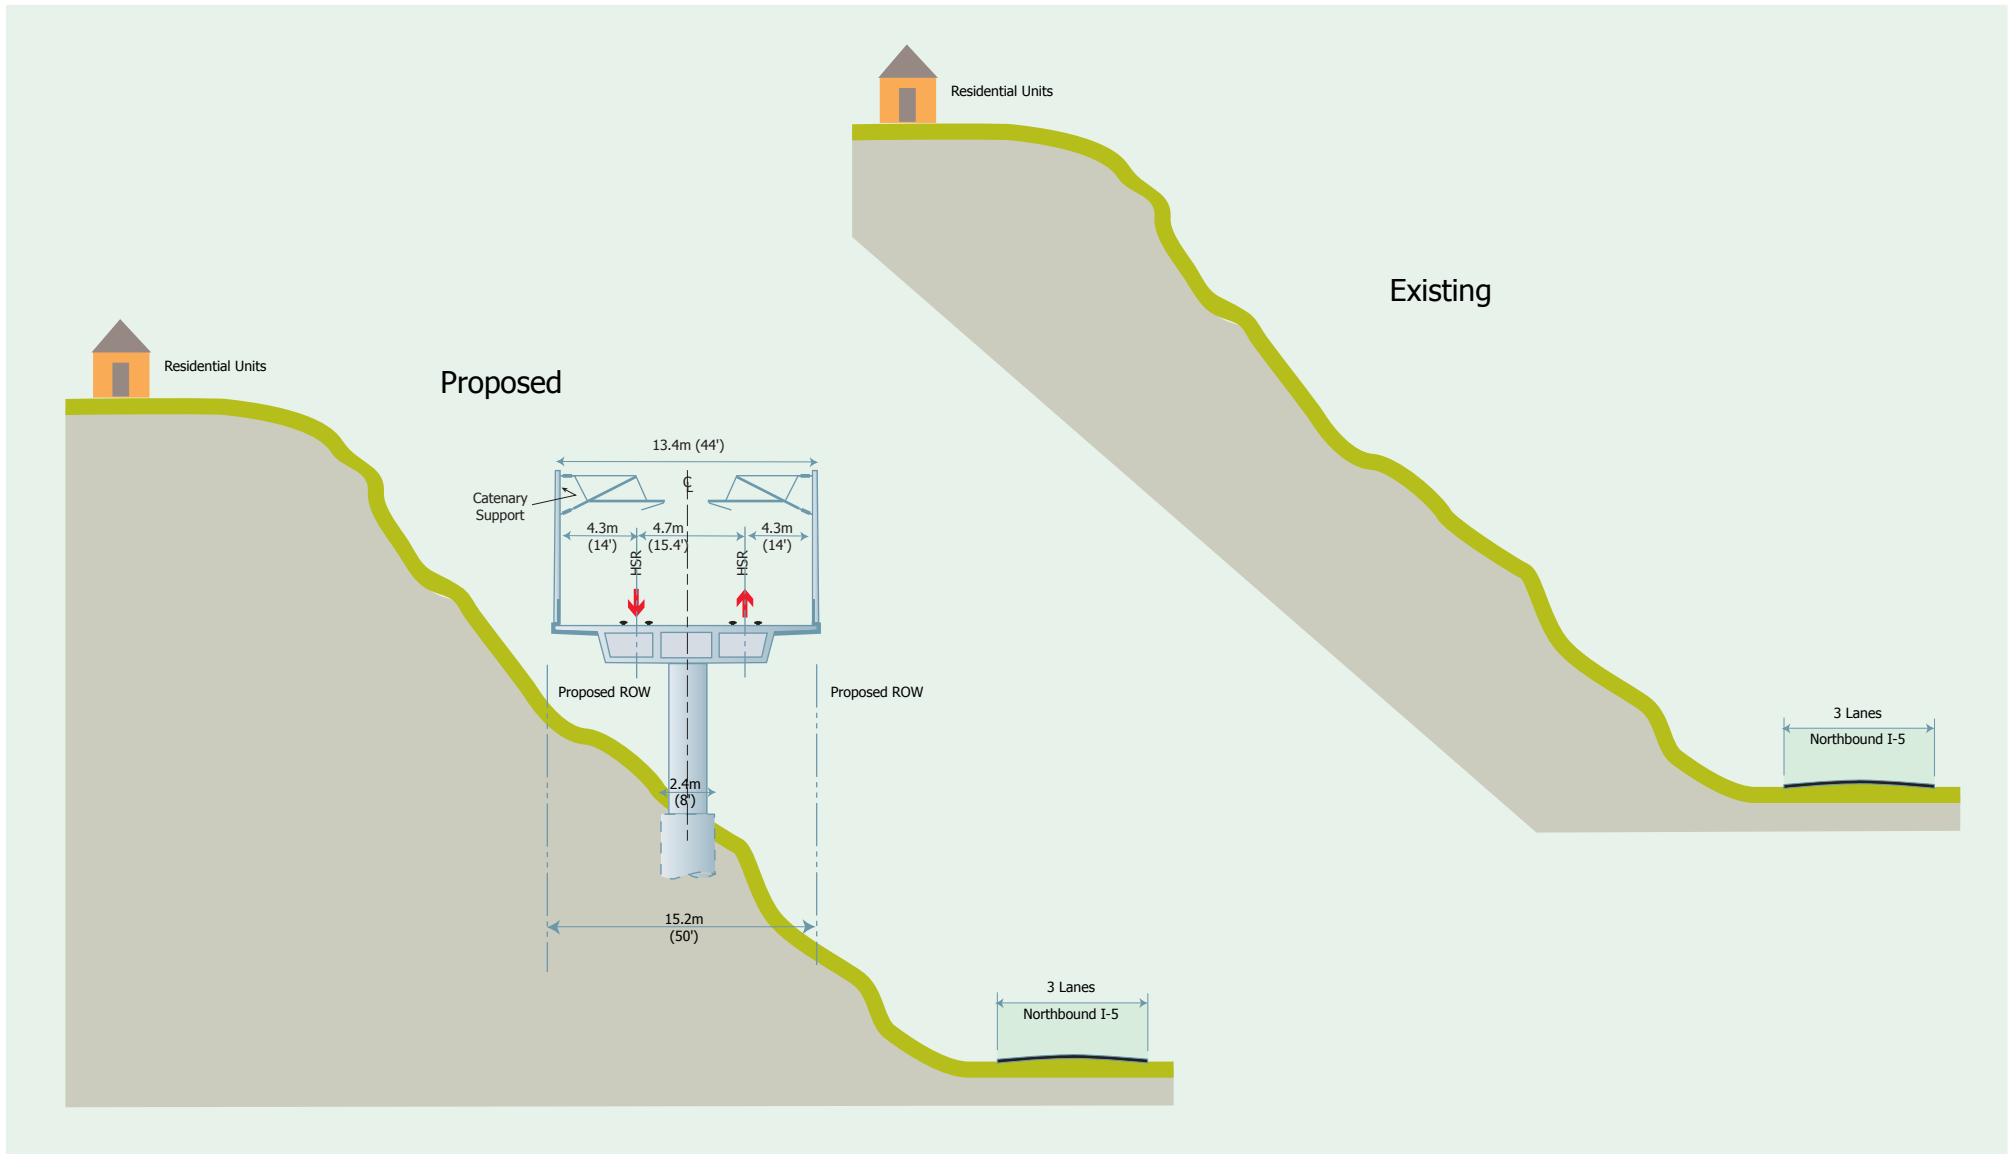 Residential Units
Existing
3 Lanes
Northbound I-5
Residential Units
Proposed
13.4m (44')
℄
Catenary
Support
4.3m
(14')
4.7m
(15.4')
4.3m
(14')
HSR
HSR
Proposed ROW
Proposed ROW
2.4m
(8')
15.2m
(50')
3 Lanes
Northbound I-5